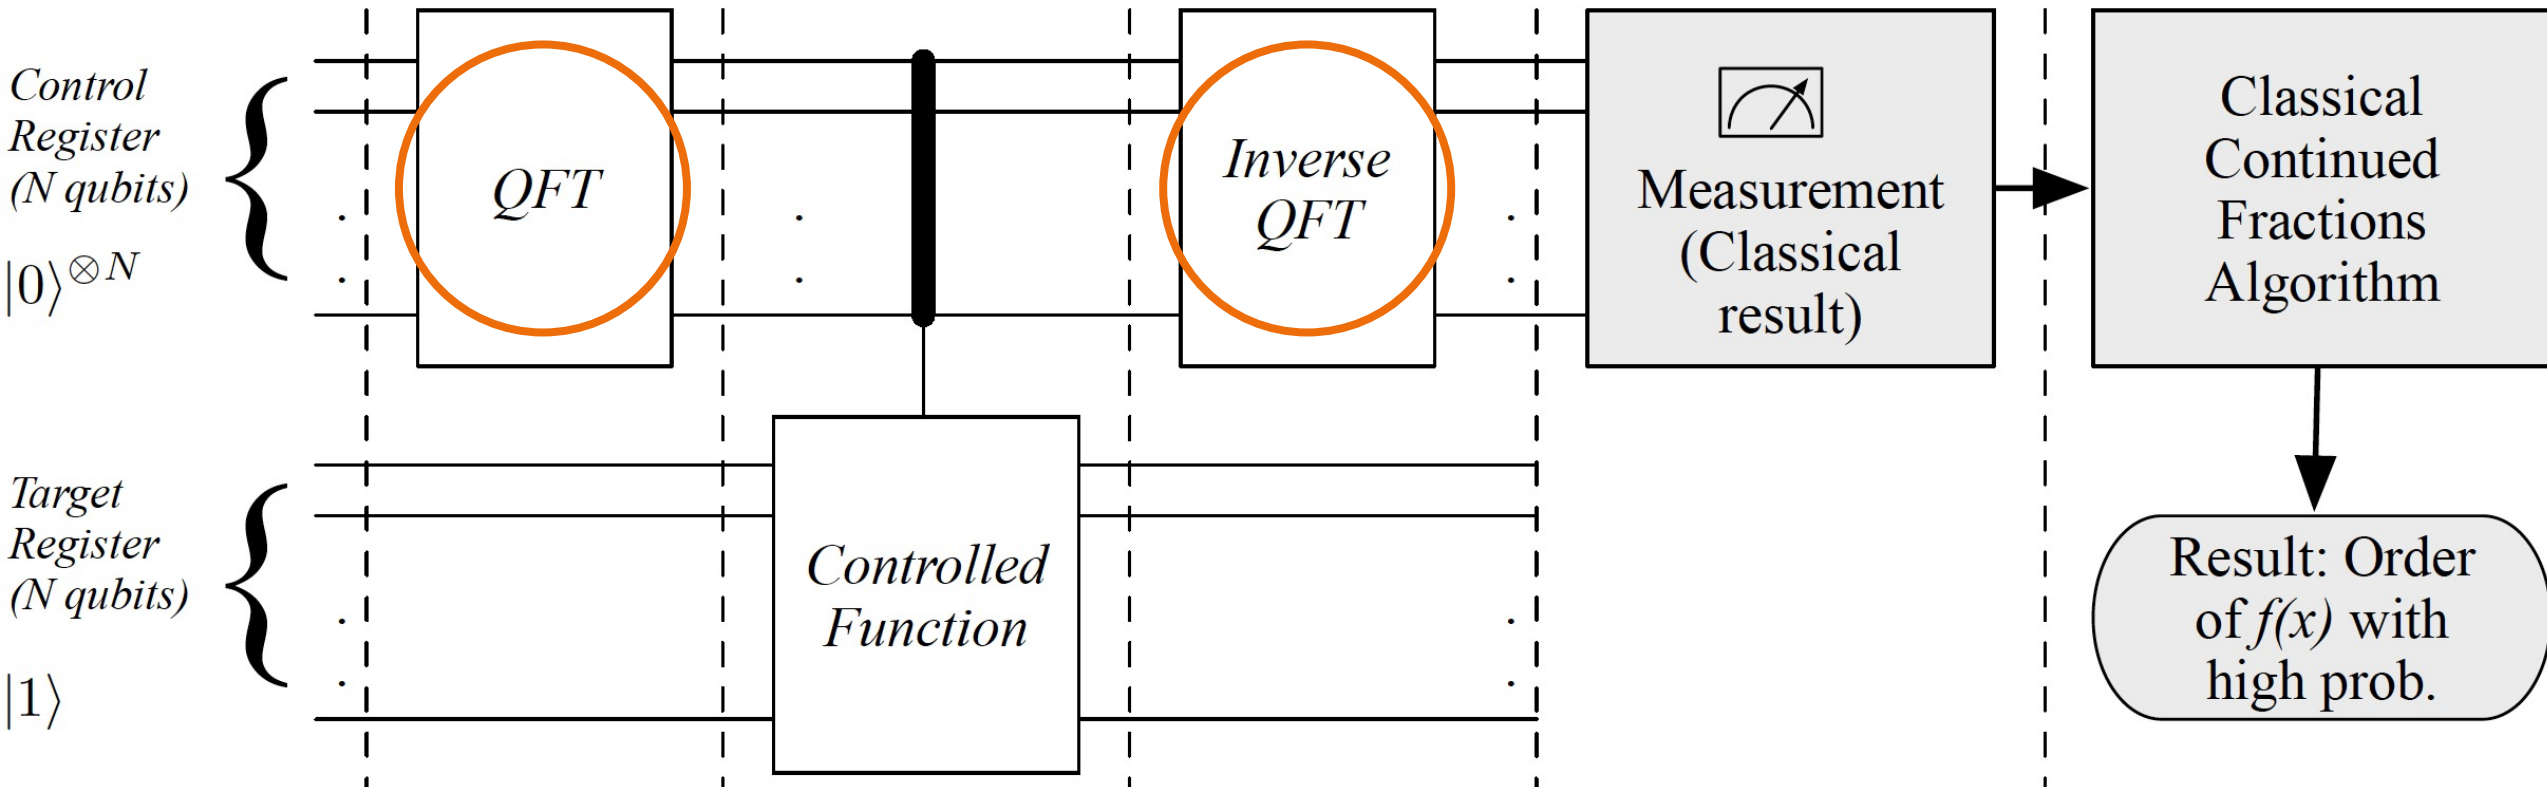 Control
Register
(N qubits)
|0⟩⊗N
QFT
Inverse
QFT
Measurement
(Classical
result)
Classical
Continued
Fractions
Algorithm
Target
Register
(N qubits)
|1⟩
Controlled
Function
Result: Order
of f(x) with
high prob.